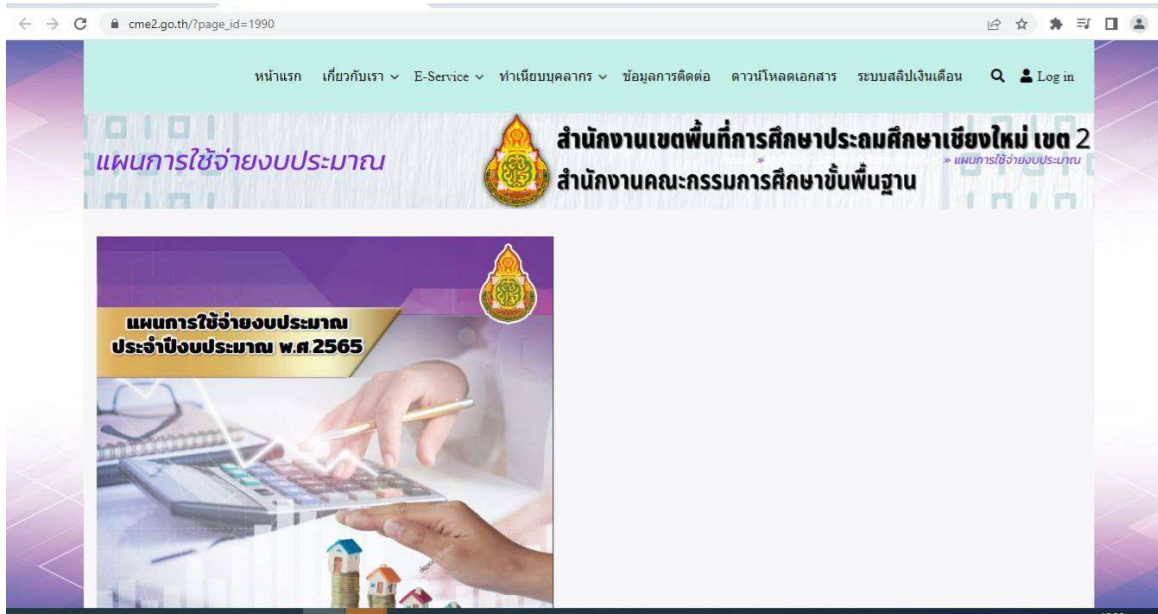 cme2.go.th/?page_id=1990
หน้าแรก เกี่ยวกับเรา E-Service ทำเนียบบุคลากร ข้อมูลการติดต่อ ดาวน์โหลดเอกสาร ระบบสลิปเงินเดือน Log in
สำนักงานเขตพื้นที่การศึกษาประถมศึกษาเชียงใหม่ เขต 2
แผนการใช้จ่ายงบประมาณ
» » แผนการใช้จ่ายงบประมาณ
สำนักงานคณะกรรมการศึกษาขั้นพื้นฐาน
แผนการใช้จ่ายงบประมาณ
ประจำปีงบประมาณ พ.ศ.2565